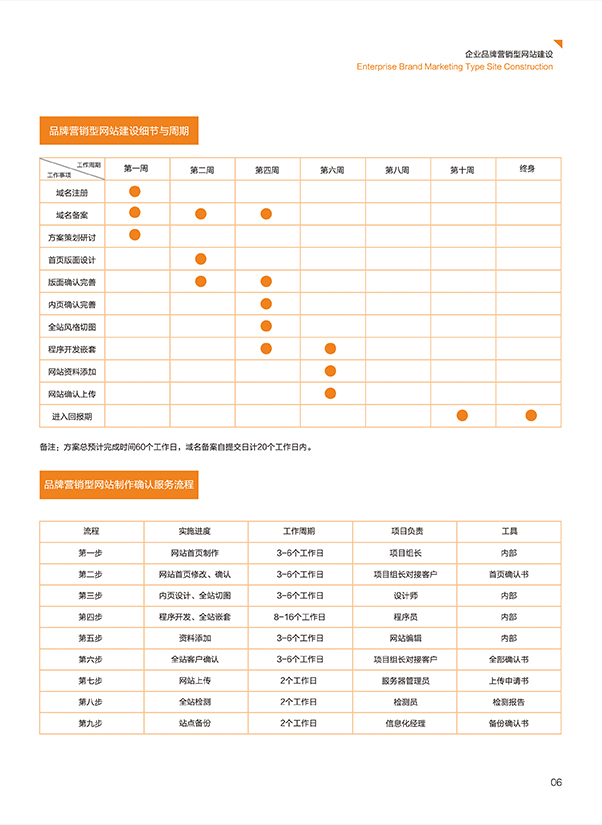 企业品牌营销型网站建设
Enterprise Brand Marketing Type Site Construction
品牌营销型网站建设细节与周期
工作周期
工作事项
第一周 第二周 第四周 第六周 第八周 第十周 终身
域名注册
域名备案
方案策划研讨
首页版面设计
版面确认完善
内页确认完善
全站风格切图
程序开发嵌套
网站资料添加
网站确认上传
进入回报期
备注：方案总预计完成时间60个工作日，域名备案自提交日计20个工作日内。
品牌营销型网站制作确认服务流程
流程 实施进度 工作周期 项目负责 工具
第一步 网站首页制作 3-6个工作日 项目组长 内部
第二步 网站首页修改、确认 3-6个工作日 项目组长对接客户 首页确认书
第三步 内页设计、全站切图 3-6个工作日 设计师 内部
第四步 程序开发、全站嵌套 8-16个工作日 程序员 内部
第五步 资料添加 3-6个工作日 网站编辑 内部
第六步 全站客户确认 3-6个工作日 项目组长对接客户 全部确认书
第七步 网站上传 2个工作日 服务器管理员 上传申请书
第八步 全站检测 2个工作日 检测员 检测报告
第九步 站点备份 2个工作日 信息化经理 备份确认书
06